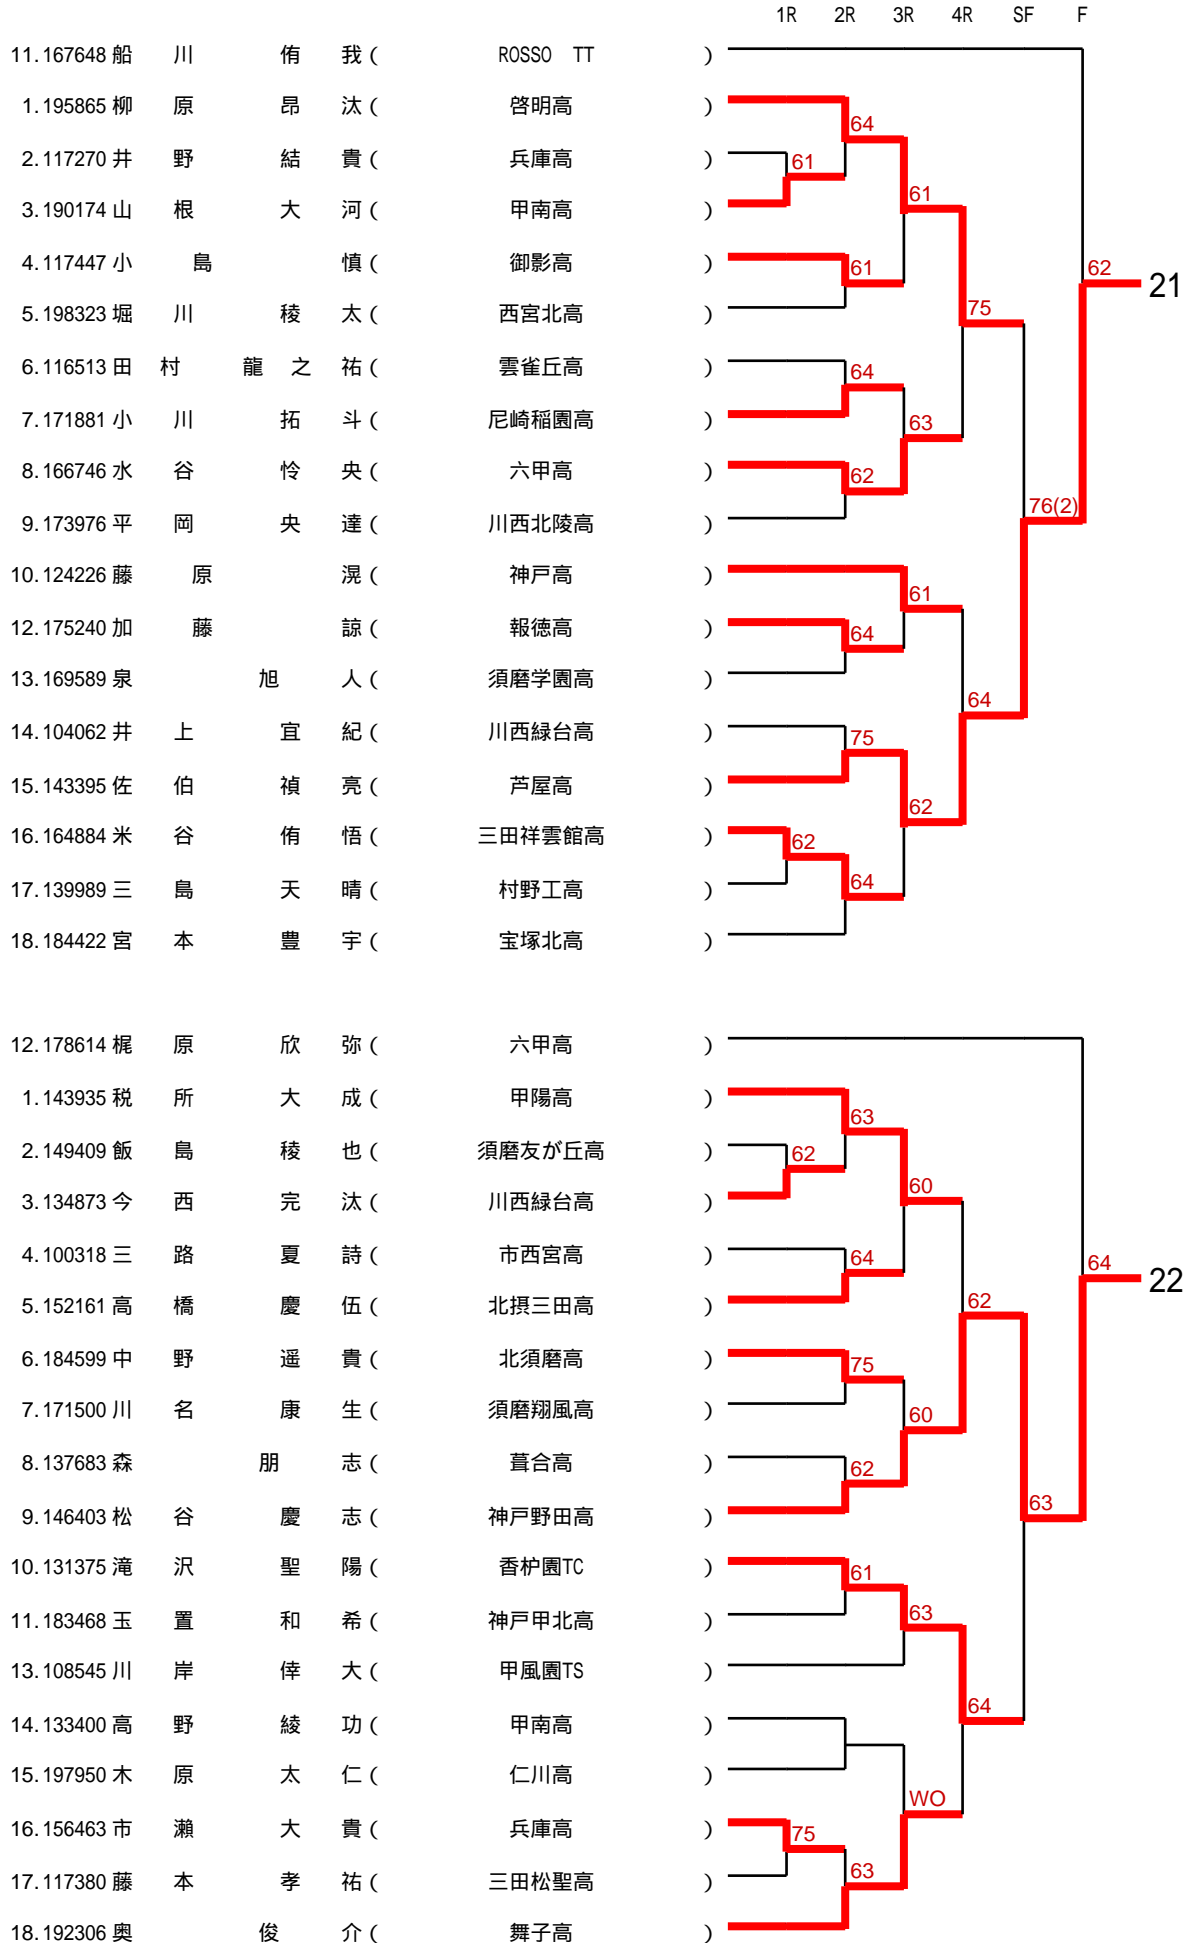 1R 2R 3R 4R SF F
11.167648 船 川 侑 我 ( ROSSO TT )
1.195865 柳 原 昂 汰 ( 啓明高 )
64
2.117270 井 野 結 貴 ( 兵庫高 )
61
3.190174 山 根 大 河 ( 甲南高 )
61
4.117447 小 島 慎 ( 御影高 )
61
62
21
5.198323 堀 川 稜 太 ( 西宮北高 )
75
6.116513 田 村 龍 之 祐 ( 雲雀丘高 )
64
7.171881 小 川 拓 斗 ( 尼崎稲園高 )
63
8.166746 水 谷 怜 央 ( 六甲高 )
62
9.173976 平 岡 央 達 ( 川西北陵高 )
76(2)
10.124226 藤 原 滉 ( 神戸高 )
61
12.175240 加 藤 諒 ( 報徳高 )
64
13.169589 泉 旭 人 ( 須磨学園高 )
64
14.104062 井 上 宜 紀 ( 川西緑台高 )
75
15.143395 佐 伯 禎 亮 ( 芦屋高 )
62
16.164884 米 谷 侑 悟 ( 三田祥雲館高 )
62
17.139989 三 島 天 晴 ( 村野工高 )
64
18.184422 宮 本 豊 宇 ( 宝塚北高 )
12.178614 梶 原 欣 弥 ( 六甲高 )
1.143935 税 所 大 成 ( 甲陽高 )
63
2.149409 飯 島 稜 也 ( 須磨友が丘高 )
62
3.134873 今 西 完 汰 ( 川西緑台高 )
60
4.100318 三 路 夏 詩 ( 市西宮高 )
64
64
22
5.152161 高 橋 慶 伍 ( 北摂三田高 )
62
6.184599 中 野 遥 貴 ( 北須磨高 )
75
7.171500 川 名 康 生 ( 須磨翔風高 )
60
8.137683 森 朋 志 ( 葺合高 )
62
9.146403 松 谷 慶 志 ( 神戸野田高 )
63
10.131375 滝 沢 聖 陽 ( 香枦園TC )
61
11.183468 玉 置 和 希 ( 神戸甲北高 )
63
13.108545 川 岸 倖 大 ( 甲風園TS )
64
14.133400 高 野 綾 功 ( 甲南高 )
15.197950 木 原 太 仁 ( 仁川高 )
WO
16.156463 市 瀬 大 貴 ( 兵庫高 )
75
17.117380 藤 本 孝 祐 ( 三田松聖高 )
63
18.192306 奥 俊 介 ( 舞子高 )